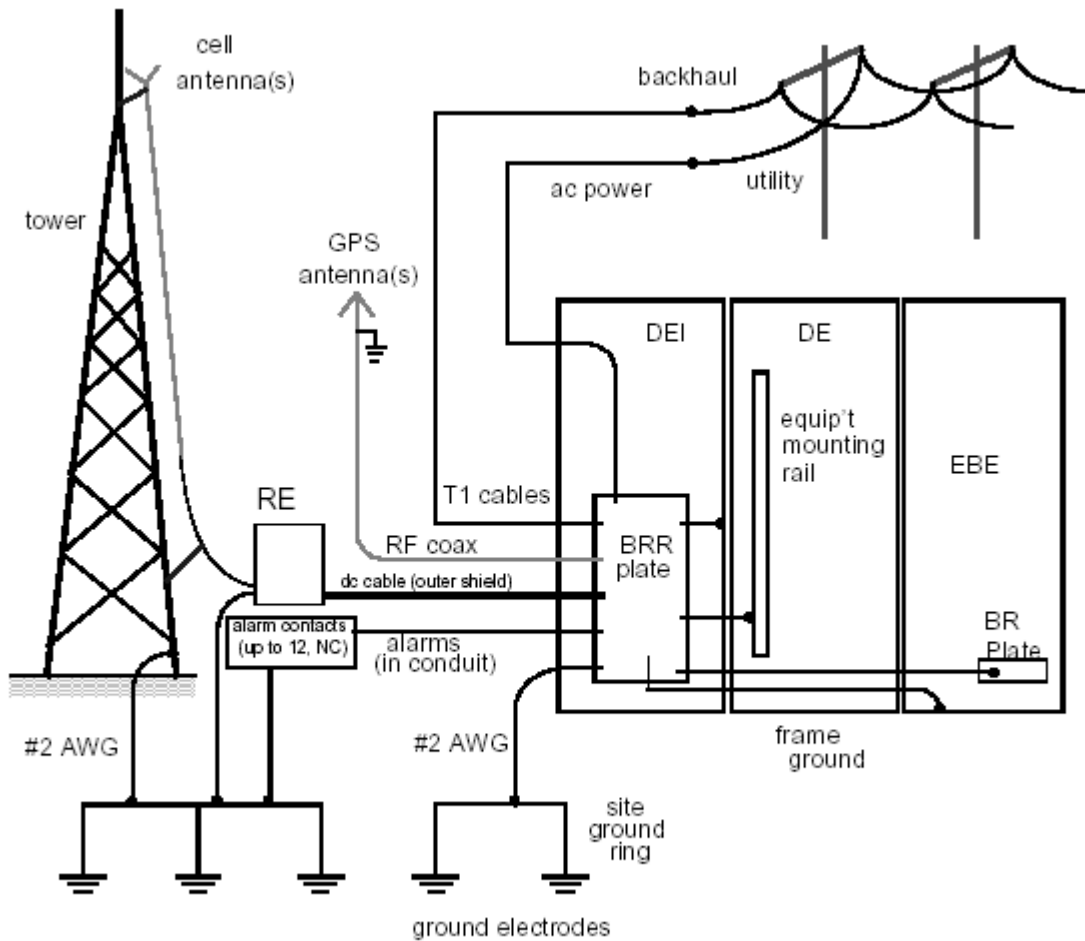 cell
antenna(s)
backhaul
ac power
utility
tower
GPS
antenna(s)
DEI
DE
equip't
mounting
rail
EBE
T1 cables
RE
RF coax
BRR
plate
dc cable (outer shield)
alarm contacts
(up to 12, NC)
alarms
(in conduit)
BR
Plate
#2 AWG
#2 AWG
frame
ground
site
ground
ring
ground electrodes